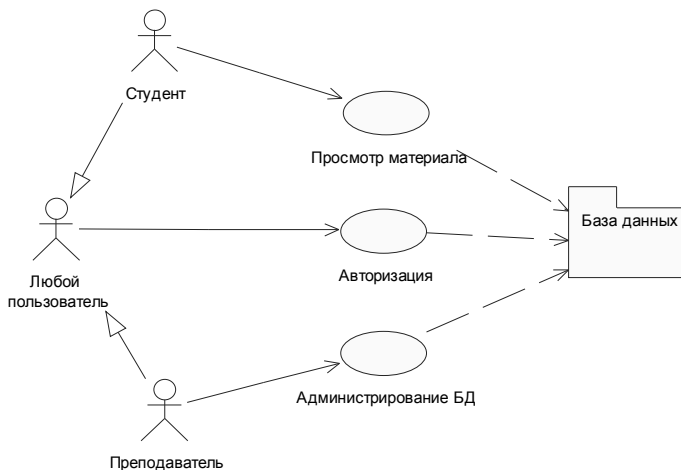 Студент
Просмотр материала
База данных
Любой
пользователь
Авторизация
Администрирование БД
Преподаватель